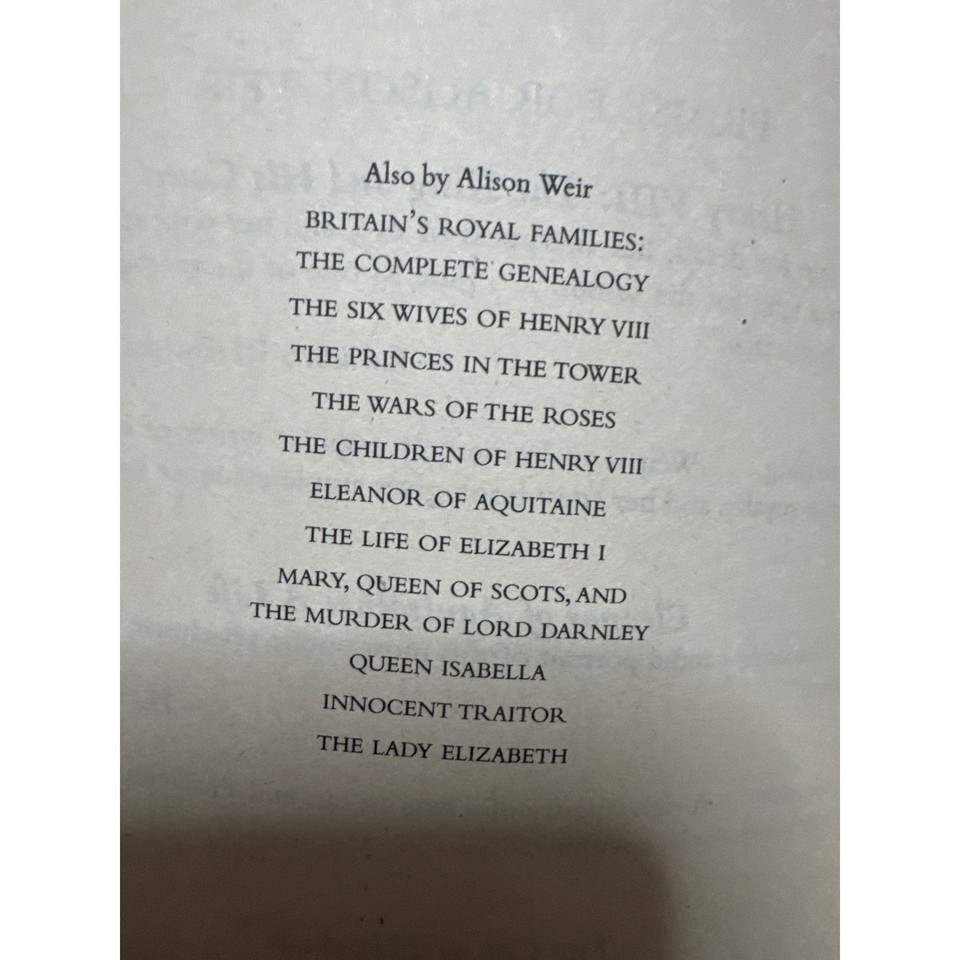 Also by Alison Weir
BRITAIN'S ROYAL FAMILIES:
THE COMPLETE GENEALOGY
THE SIX WIVES OF HENRY VIII
THE PRINCES IN THE TOWER
THE WARS OF THE ROSES
THE CHILDREN OF HENRY VIII
ELEANOR OF AQUITAINE
THE LIFE OF ELIZABETH I
MARY, QUEEN OF SCOTS, AND
THE MURDER OF LORD DARNLEY
QUEEN ISABELLA
INNOCENT TRAITOR
THE LADY ELIZABETH